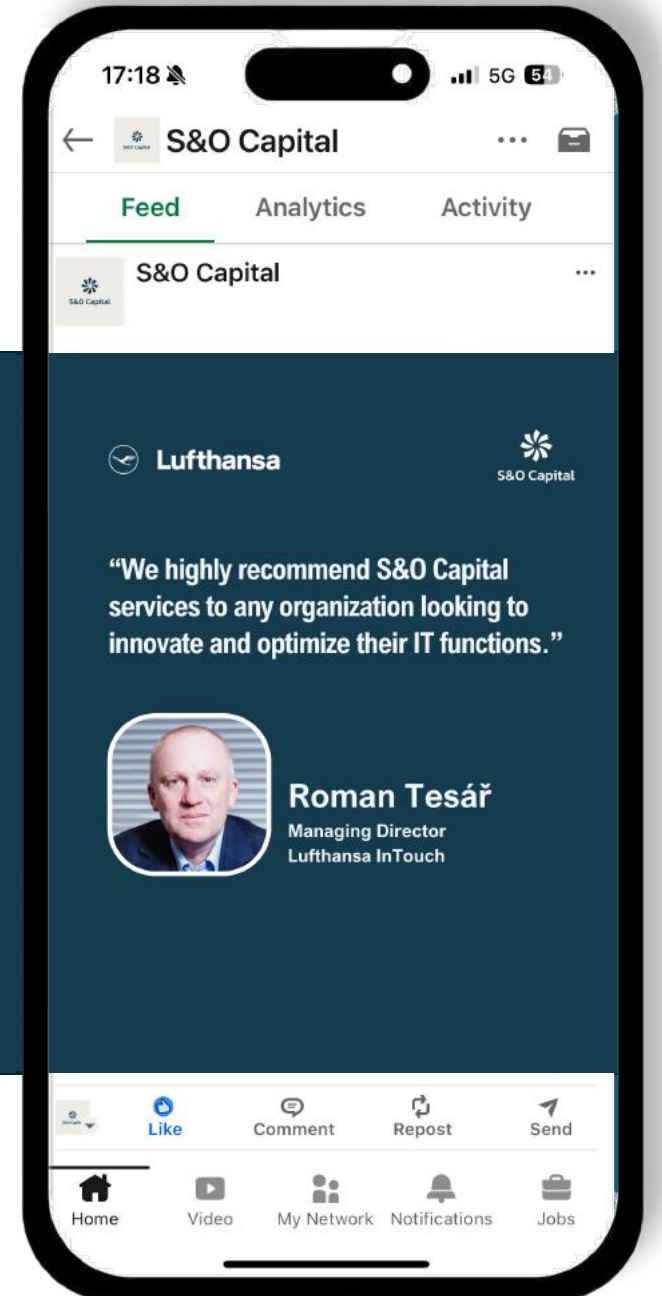 17:18
5G 54
S&O Capital
S&O Capital
Feed Analytics Activity
S&O Capital
S&O Capital
Lufthansa
S&O Capital
“We highly recommend S&O Capital
services to any organization looking to
innovate and optimize their IT functions.”
Roman Tesář
Managing Director
Lufthansa InTouch
Like Comment Repost Send
Home Video My Network Notifications Jobs